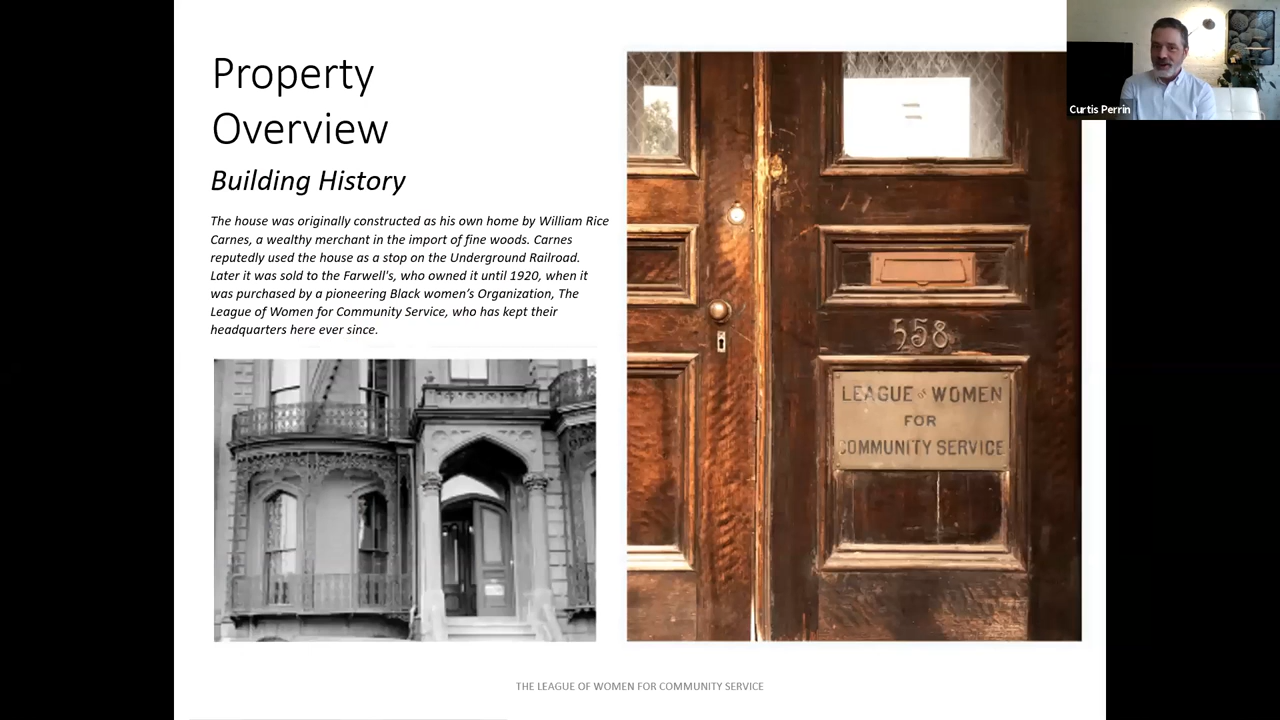 Property
Overview
Building History
The house was originally constructed as his own home by William Rice
Carnes, a wealthy merchant in the import of fine woods. Carnes
reputedly used the house as a stop on the Underground Railroad.
Later it was sold to the Farwell's, who owned it until 1920, when it
was purchased by a pioneering Black women’s Organization, The
League of Women for Community Service, who has kept their
headquarters here ever since.
558
LEAGUE of WOMEN
FOR
COMMUNITY SERVICE
THE LEAGUE OF WOMEN FOR COMMUNITY SERVICE
Curtis Perrin